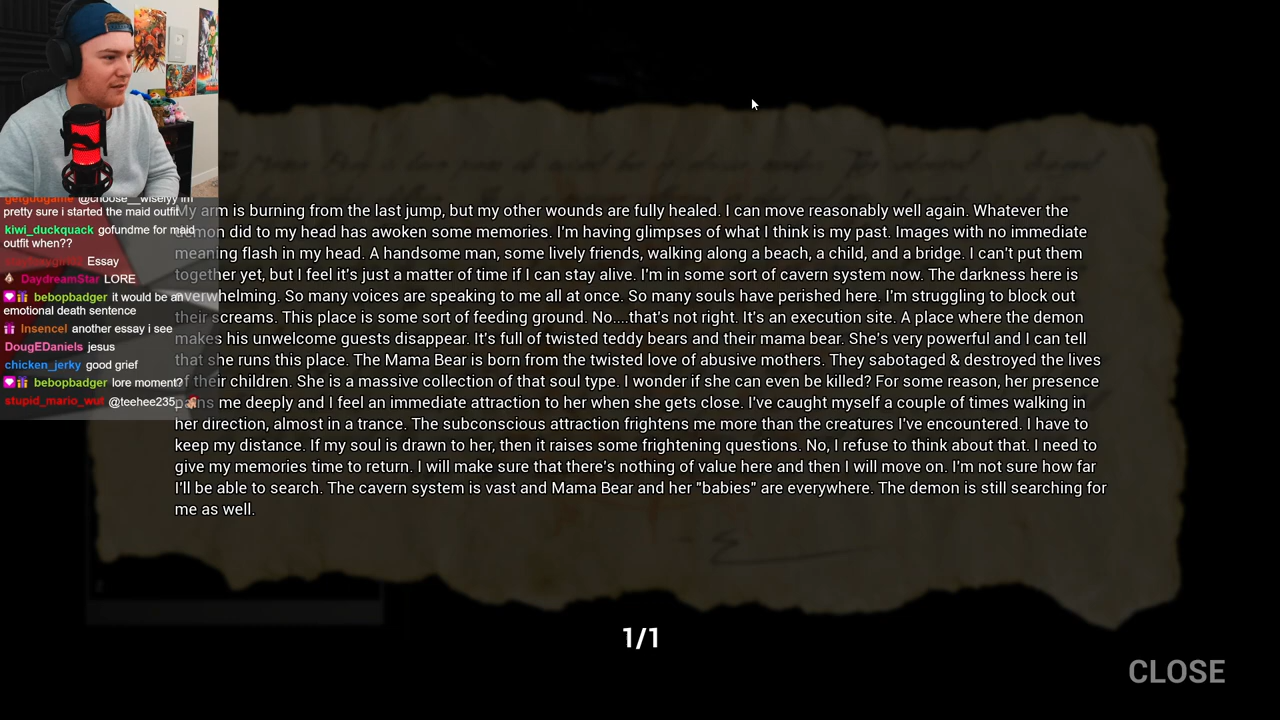 getgudgame @choose__wiselyy im
pretty sure i started the maid outfit
kiwi_duckquack gofundme for maid
outfit when??
Essay
DaydreamStar LORE
bebopbadger it would be an
emotional death sentence
Insencel another essay i see
DougEDaniels jesus
chicken_jerky good grief
bebopbadger lore moment?
stupid_mario_wut @teehee235
My arm is burning from the last jump, but my other wounds are fully healed. I can move reasonably well again. Whatever the
demon did to my head has awoken some memories. I'm having glimpses of what I think is my past. Images with no immediate
meaning flash in my head. A handsome man, some lively friends, walking along a beach, a child, and a bridge. I can't put them
together yet, but I feel it's just a matter of time if I can stay alive. I'm in some sort of cavern system now. The darkness here is
overwhelming. So many voices are speaking to me all at once. So many souls have perished here. I'm struggling to block out
their screams. This place is some sort of feeding ground. No....that's not right. It's an execution site. A place where the demon
makes his unwelcome guests disappear. It's full of twisted teddy bears and their mama bear. She's very powerful and I can tell
that she runs this place. The Mama Bear is born from the twisted love of abusive mothers. They sabotaged & destroyed the lives
of their children. She is a massive collection of that soul type. I wonder if she can even be killed? For some reason, her presence
pains me deeply and I feel an immediate attraction to her when she gets close. I've caught myself a couple of times walking in
her direction, almost in a trance. The subconscious attraction frightens me more than the creatures I've encountered. I have to
keep my distance. If my soul is drawn to her, then it raises some frightening questions. No, I refuse to think about that. I need to
give my memories time to return. I will make sure that there's nothing of value here and then I will move on. I'm not sure how far
I'll be able to search. The cavern system is vast and Mama Bear and her "babies" are everywhere. The demon is still searching for
me as well.
1/1
CLOSE